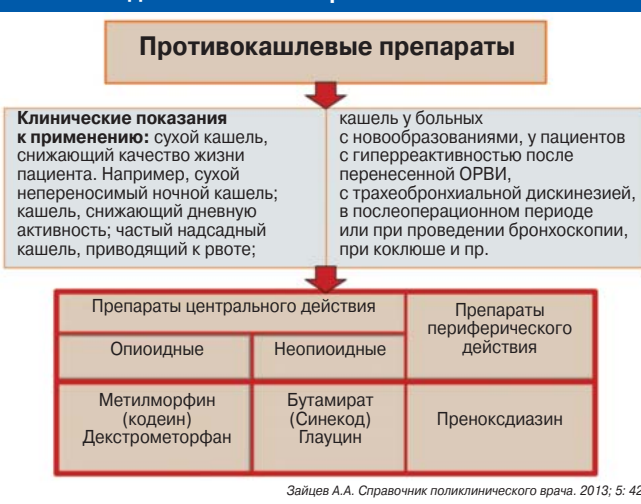 Противокашлевые препараты
Клинические показания
к применению: сухой кашель,
снижающий качество жизни
пациента. Например, сухой
непереносимый ночной кашель;
кашель, снижающий дневную
активность; частый надсадный
кашель, приводящий к рвоте;
кашель у больных
с новообразованиями, у пациентов
с гиперреактивностью после
перенесенной ОРВИ,
с трахеобронхиальной дискинезией,
в послеоперационном периоде
или при проведении бронхоскопии,
при коклюше и пр.
Препараты центрального действия
Препараты
периферического
действия
Опиоидные
Неопиоидные
Метилморфин
(кодеин)
Декстрометорфан
Бутамират
(Синекод)
Глауцин
Преноксдиазин
Зайцев А.А. Справочник поликлинического врача. 2013; 5: 42